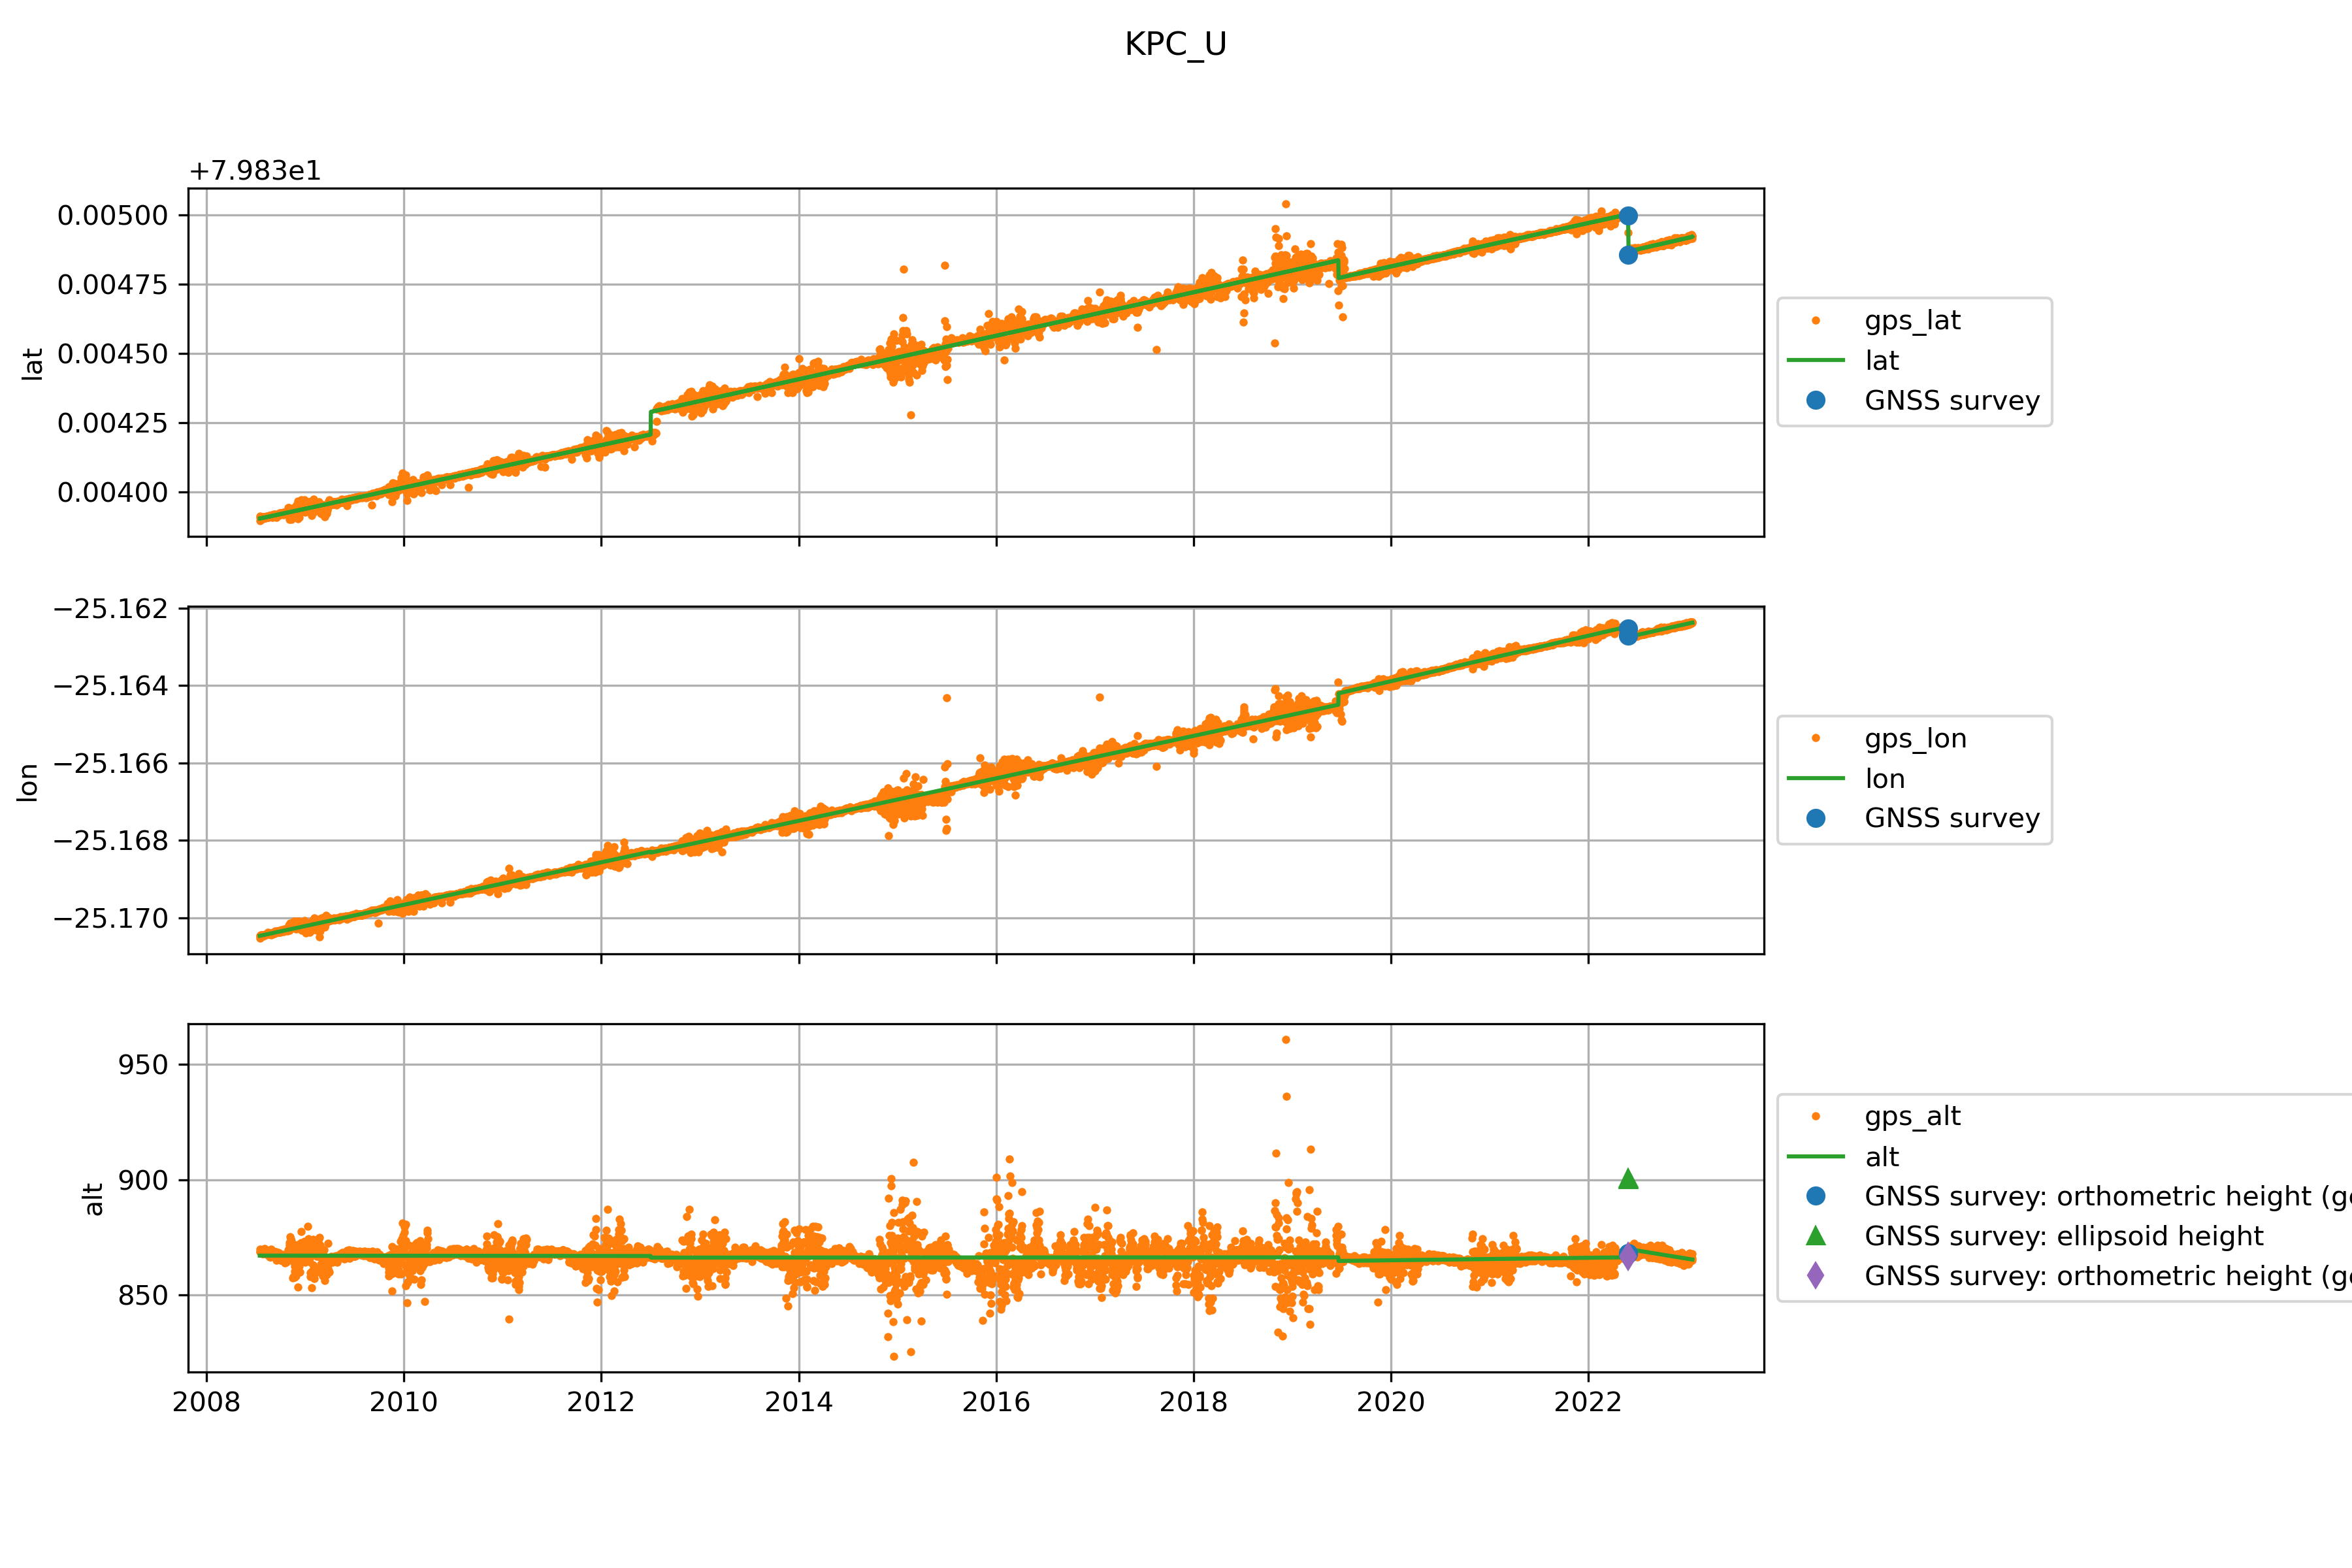 KPC_U
+7.983e1
0.00500
0.00475
0.00450
0.00425
0.00400
lat
gps_lat
lat
GNSS survey
−25.162
−25.164
−25.166
−25.168
−25.170
lon
gps_lon
lon
GNSS survey
950
900
850
alt
2008 2010 2012 2014 2016 2018 2020 2022
gps_alt
alt
GNSS survey: orthometric height (g
GNSS survey: ellipsoid height
GNSS survey: orthometric height (g